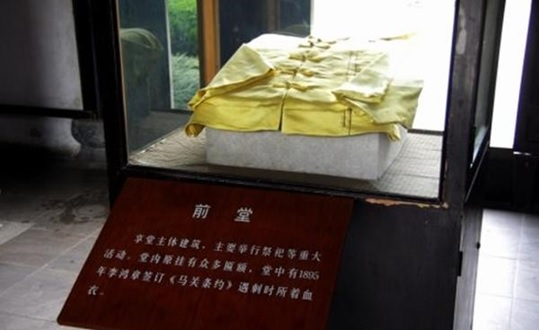 前堂
享堂主体建筑，主要举行祭祀等重大
活动。堂内原挂有众多匾额，堂中有1895
年李鸿章签订《马关条约》遇刺时所着血
衣。